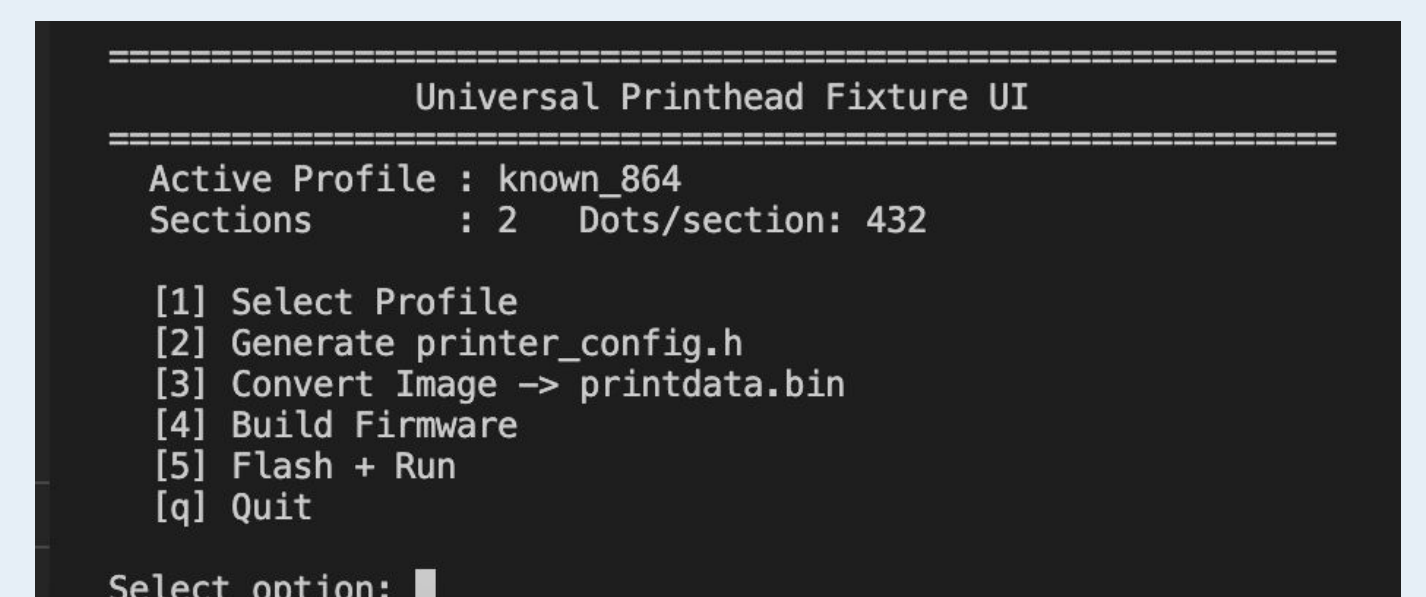 ============================================================
Universal Printhead Fixture UI
============================================================
Active Profile : known_864
Sections       : 2   Dots/section: 432
[1] Select Profile
[2] Generate printer_config.h
[3] Convert Image -> printdata.bin
[4] Build Firmware
[5] Flash + Run
[q] Quit
Select option: